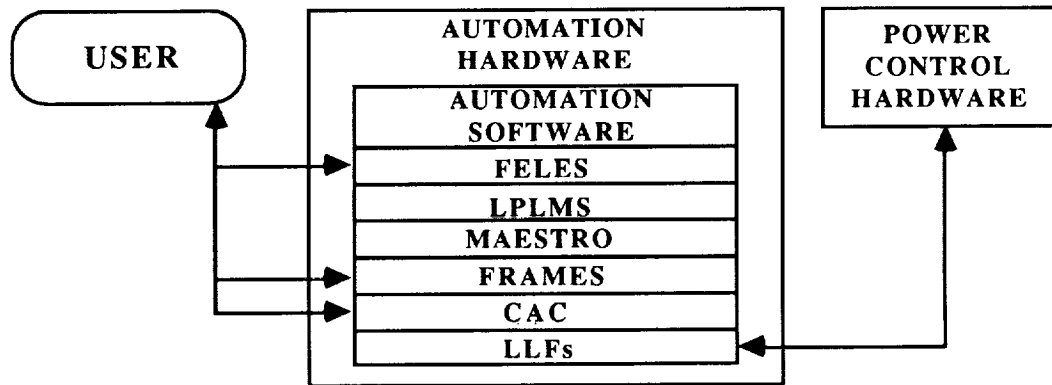 USER
AUTOMATION
HARDWARE
AUTOMATION
SOFTWARE
FELES
LPLMS
MAESTRO
FRAMES
CAC
LLFs
POWER
CONTROL
HARDWARE